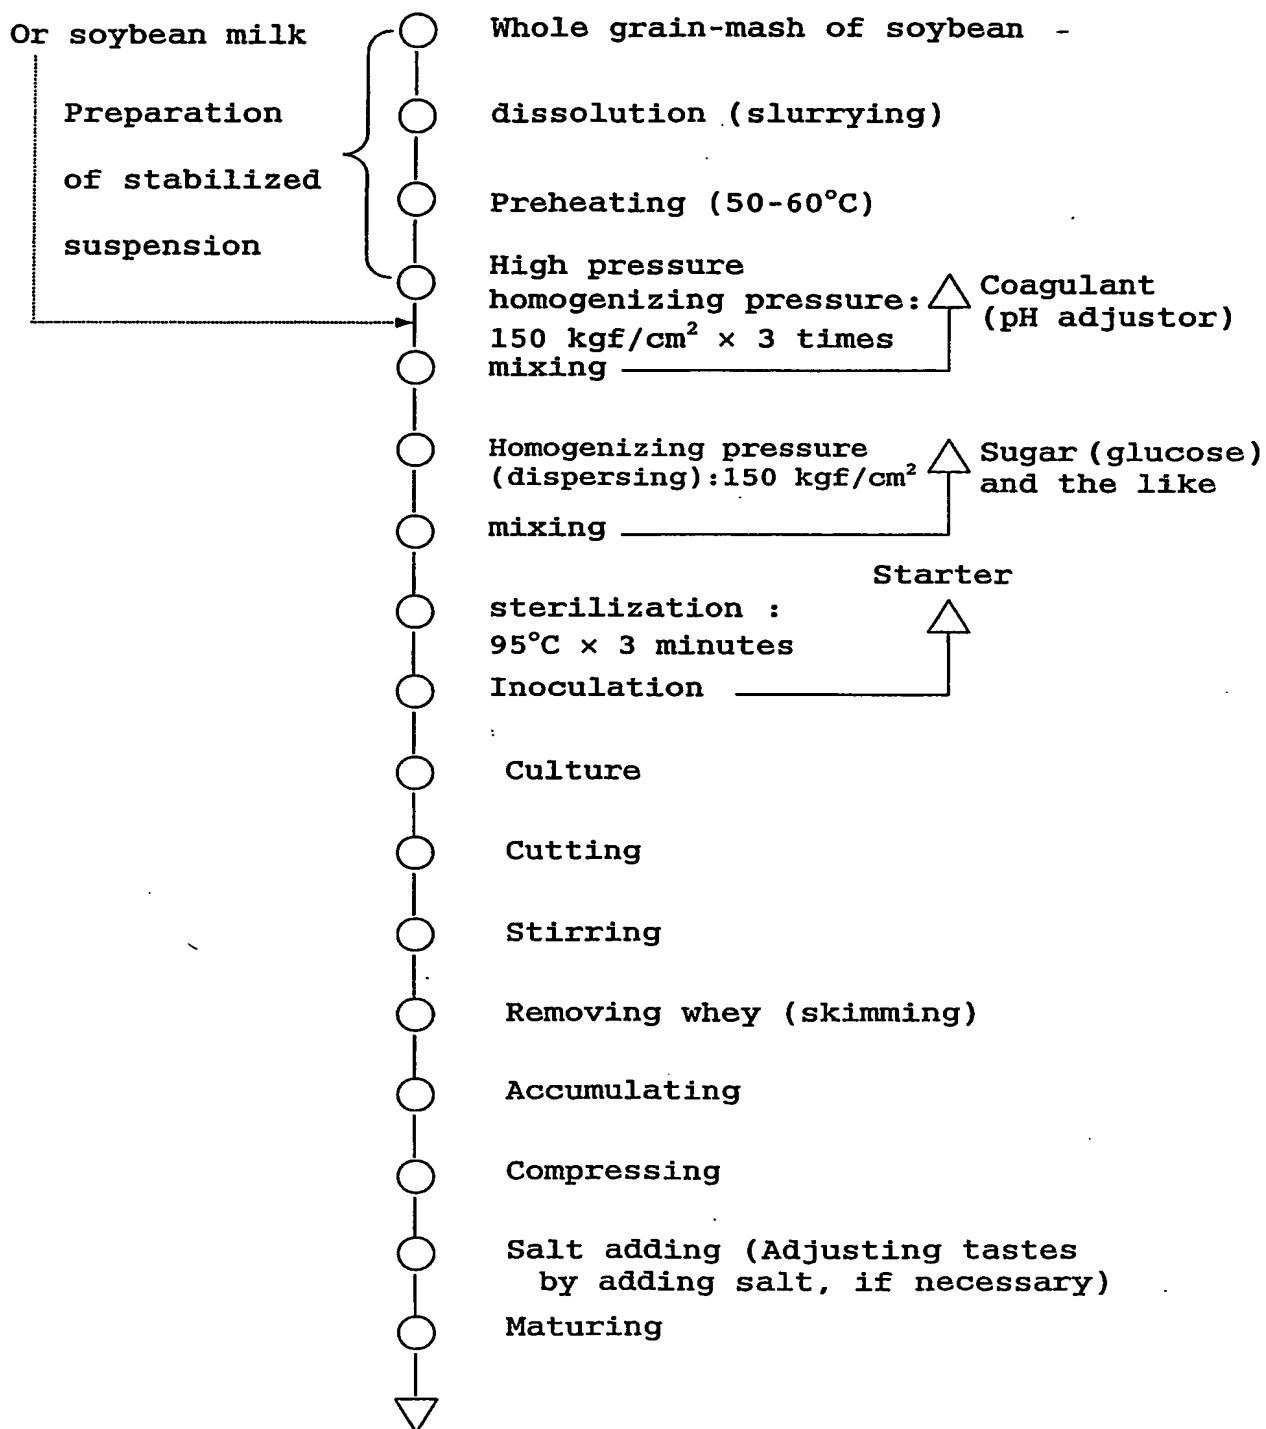 Or soybean milk
Whole grain-mash of soybean
Preparation
of stabilized
suspension
dissolution (slurrying)
Preheating (50-60°C)
High pressure
homogenizing pressure:
150 kgf/cm² × 3 times
Coagulant
(pH adjustor)
mixing
Homogenizing pressure
(dispersing):150 kgf/cm²
Sugar (glucose)
and the like
mixing
Starter
sterilization :
95°C × 3 minutes
Inoculation
Culture
Cutting
Stirring
Removing whey (skimming)
Accumulating
Compressing
Salt adding (Adjusting tastes
by adding salt, if necessary)
Maturing